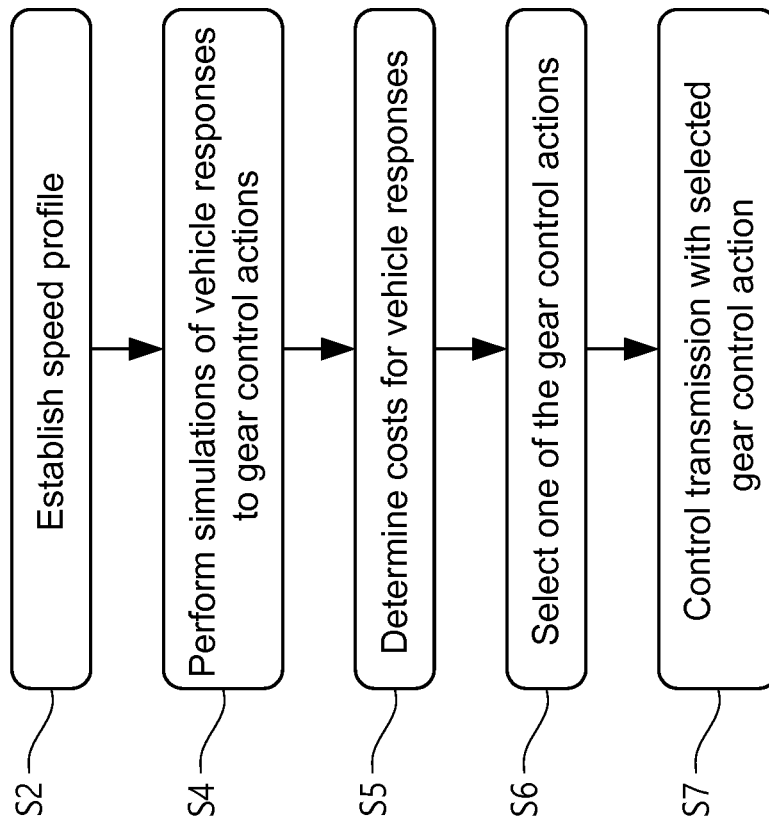 S2
Establish speed profile
S4
Perform simulations of vehicle responses
to gear control actions
S5
Determine costs for vehicle responses
S6
Select one of the gear control actions
S7
Control transmission with selected
gear control action